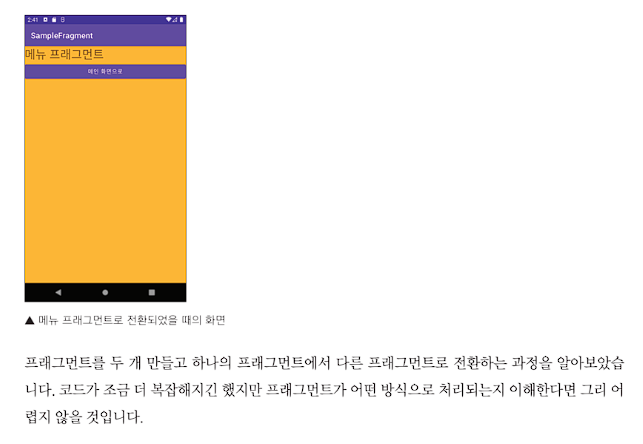 2:41
SampleFragment
메뉴 프래그먼트
메인 화면으로
▲ 메뉴 프래그먼트로 전환되었을 때의 화면
프래그먼트를 두 개 만들고 하나의 프래그먼트에서 다른 프래그먼트로 전환하는 과정을 알아보았습
니다. 코드가 조금 더 복잡해지긴 했지만 프래그먼트가 어떤 방식으로 처리되는지 이해한다면 그리 어
렵지 않을 것입니다.